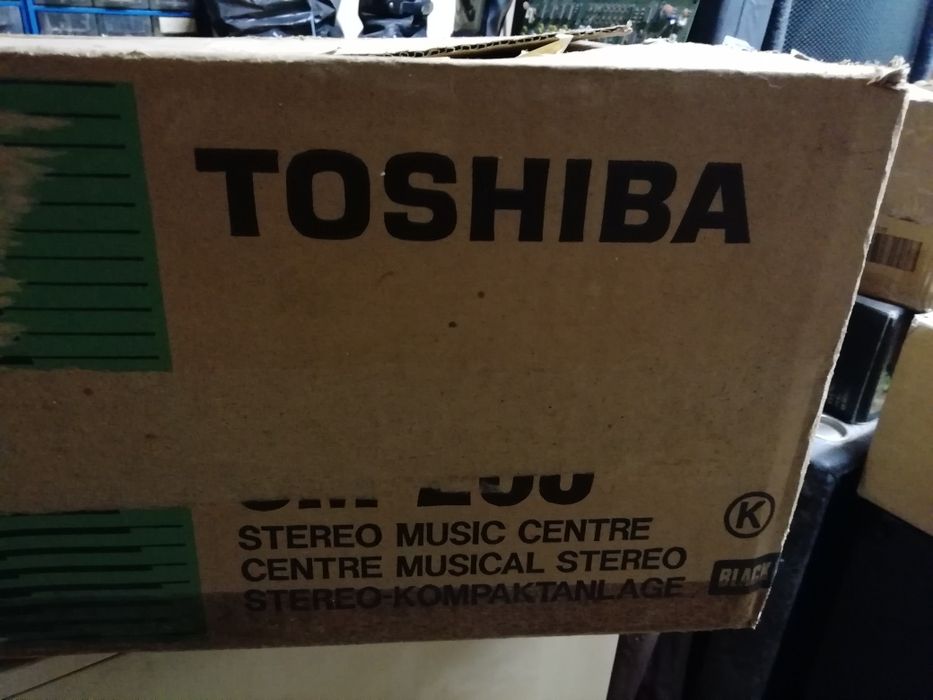 TOSHIBA
STEREO MUSIC CENTRE
CENTRE MUSICAL STEREO
STEREO-KOMPAKTANLAGE
K
BLACK